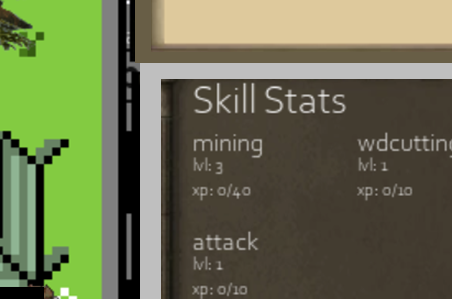 Skill Stats
mining wdcutting
lvl: 3 lvl: 1
xp: 0/40 xp: 0/10
attack
lvl: 1
xp: 0/10